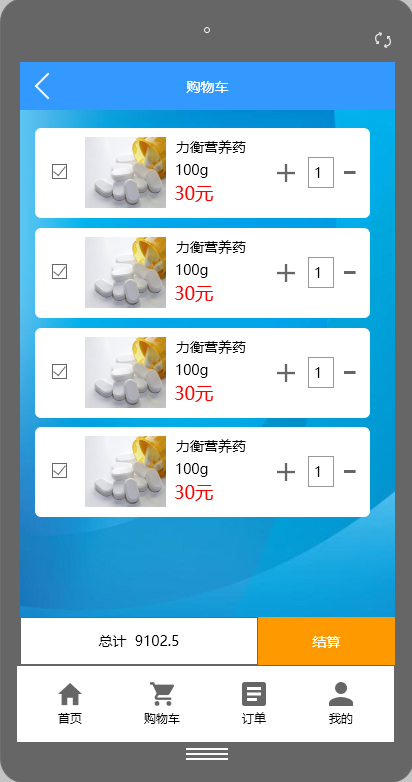 购物车
力衡营养药
100g
30元
1
力衡营养药
100g
30元
1
力衡营养药
100g
30元
1
力衡营养药
100g
30元
1
总计 9102.5
结算
首页
购物车
订单
我的